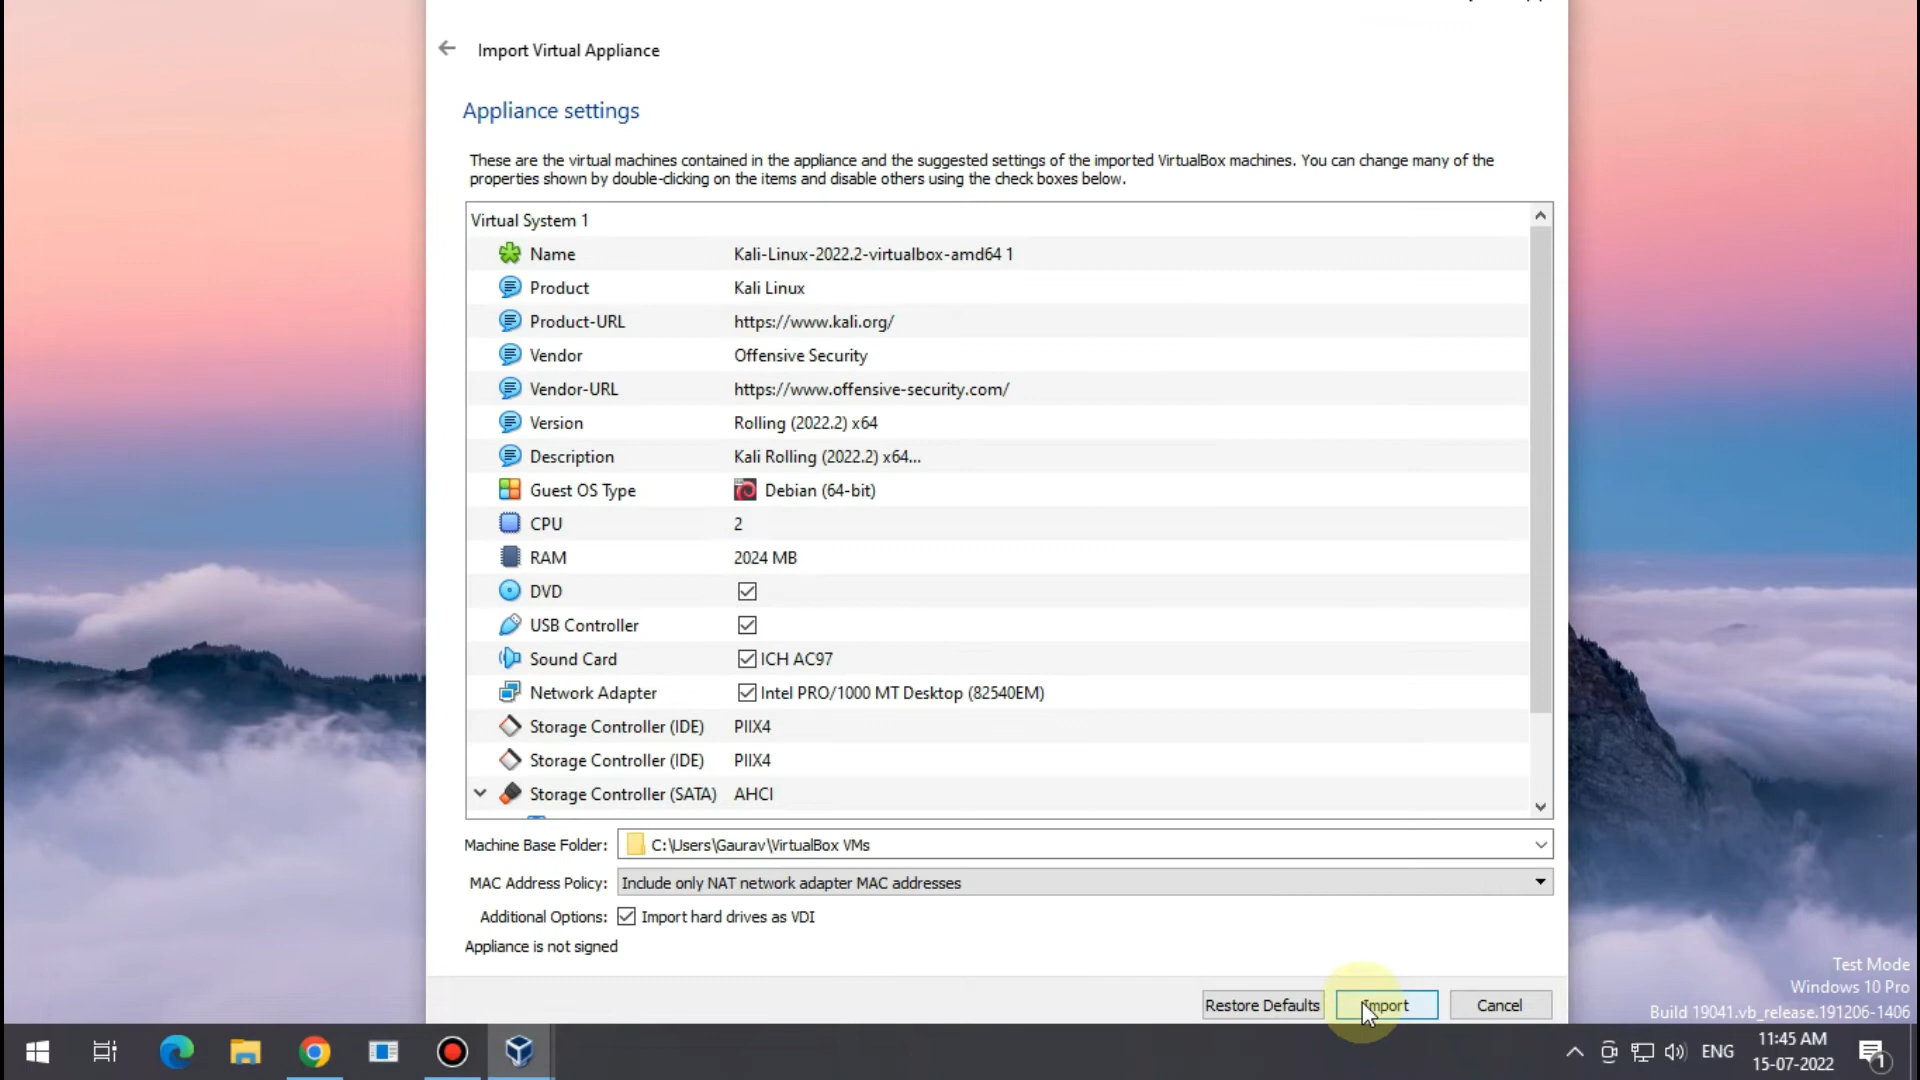 Import Virtual Appliance
Appliance settings
These are the virtual machines contained in the appliance and the suggested settings of the imported VirtualBox machines. You can change many of the
properties shown by double-clicking on the items and disable others using the check boxes below.
Virtual System 1
Name Kali-Linux-2022.2-virtualbox-amd64 1
Product Kali Linux
Product-URL https://www.kali.org/
Vendor Offensive Security
Vendor-URL https://www.offensive-security.com/
Version Rolling (2022.2) x64
Description Kali Rolling (2022.2) x64...
Guest OS Type Debian (64-bit)
CPU 2
RAM 2024 MB
DVD
USB Controller
Sound Card ICH AC97
Network Adapter Intel PRO/1000 MT Desktop (82540EM)
Storage Controller (IDE) PIIX4
Storage Controller (IDE) PIIX4
Storage Controller (SATA) AHCI
Machine Base Folder: C:\Users\Gaurav\VirtualBox VMs
MAC Address Policy: Include only NAT network adapter MAC addresses
Additional Options: Import hard drives as VDI
Appliance is not signed
Restore Defaults Import Cancel
Test Mode
Windows 10 Pro
Build 19041.vb_release.191206-1406
ENG
11:45 AM
15-07-2022
1